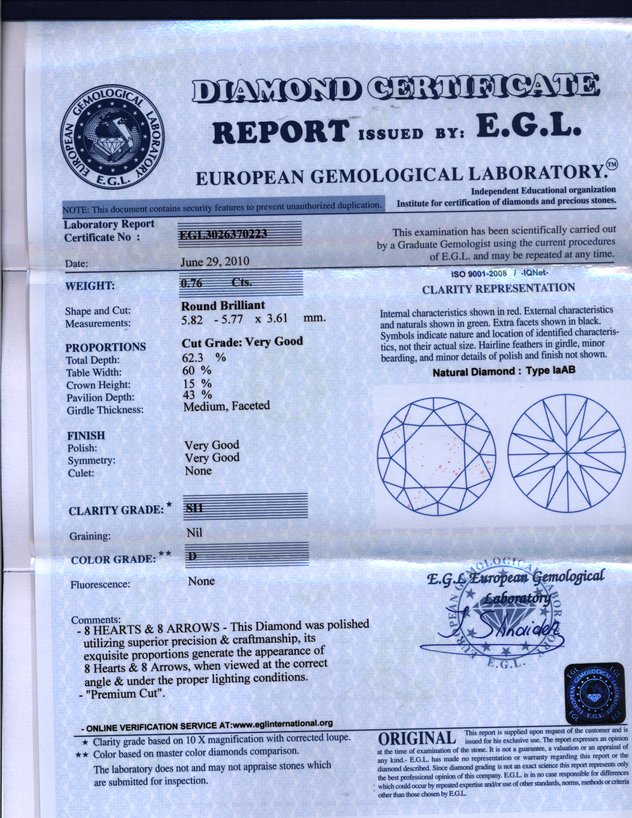 DIAMOND CERTIFICATE
REPORT ISSUED BY: E.G.L.
EUROPEAN GEMOLOGICAL LABORATORY.™
EUROPEAN GEMOLOGICAL LABORATORY
E.G.L.
Independent Educational organization
Institute for certification of diamonds and precious stones.
NOTE: This document contains security features to prevent unauthorized duplication.
Laboratory Report
Certificate No : EGL3026370223
Date: June 29, 2010
WEIGHT: 0.76 Cts.
Shape and Cut: Round Brilliant
Measurements: 5.82 - 5.77 x 3.61 mm.
PROPORTIONS Cut Grade: Very Good
Total Depth: 62.3 %
Table Width: 60 %
Crown Height: 15 %
Pavilion Depth: 43 %
Girdle Thickness: Medium, Faceted
FINISH
Polish: Very Good
Symmetry: Very Good
Culet: None
CLARITY GRADE: * SI1
Graining: Nil
COLOR GRADE: ** D
Fluorescence: None
Comments:
- 8 HEARTS & 8 ARROWS - This Diamond was polished
utilizing superior precision & craftmanship, its
exquisite proportions generate the appearance of
8 Hearts & 8 Arrows, when viewed at the correct
angle & under the proper lighting conditions.
- "Premium Cut".
- ONLINE VERIFICATION SERVICE AT:www.eglinternational.org
★ Clarity grade based on 10 X magnification with corrected loupe.
★★ Color based on master color diamonds comparison.
The laboratory does not and may not appraise stones which
are submitted for inspection.
This examination has been scientifically carried out
by a Graduate Gemologist using the current procedures
of E.G.L. and may be repeated at any time.
ISO 9001-2008 / -IQNet-
CLARITY REPRESENTATION
Internal characteristics shown in red. External characteristics
and naturals shown in green. Extra facets shown in black.
Symbols indicate nature and location of identified characteris-
tics, not their actual size. Hairline feathers in girdle, minor
bearding, and minor details of polish and finish not shown.
Natural Diamond : Type IaAB
E.G.L European Gemological
Laboratory
E.G.L.
ORIGINAL
This report is supplied upon request of the customer and is
issued for his exclusive use. The report expresses an opinion
at the time of examination of the stone. It is not a guarantee, a valuation or an appraisal of
any kind.- E.G.L. has made no representation or warranty regarding this report or the
diamond described. Since diamond grading is not an exact science this report represents only
the best professional opinion of this company. E.G.L. is in no case responsible for differences
which could occur by repeated expertise and/or use of other standards, norms, methods or criteria
other than those chosen by E.G.L.